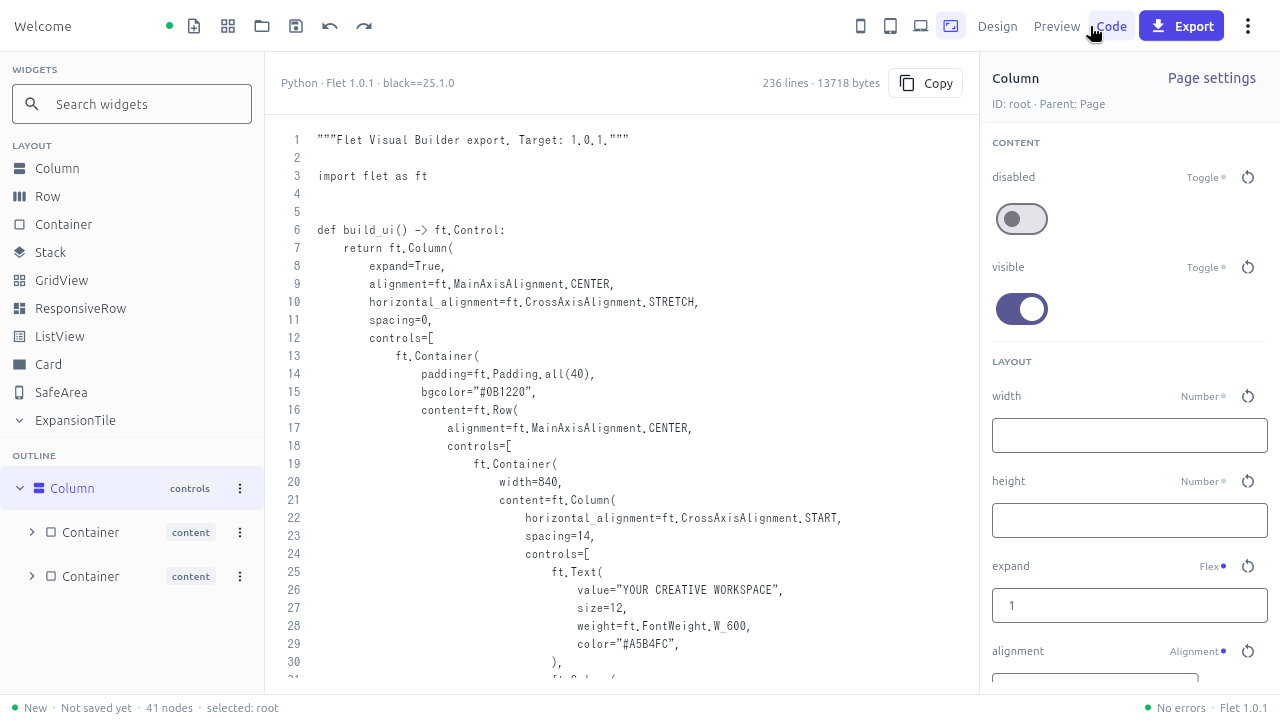 Welcome
Design
Preview
Code
Export
WIDGETS
Search widgets
LAYOUT
Column
Row
Container
Stack
GridView
ResponsiveRow
ListView
Card
SafeArea
ExpansionTile
OUTLINE
Column controls
Container content
Container content
Python · Flet 1.0.1 · black==25.1.0
236 lines · 13718 bytes
Copy
1 """Flet Visual Builder export. Target: 1.0.1."""
2
3 import flet as ft
4
5
6 def build_ui() -> ft.Control:
7 return ft.Column(
8 expand=True,
9 alignment=ft.MainAxisAlignment.CENTER,
10 horizontal_alignment=ft.CrossAxisAlignment.STRETCH,
11 spacing=0,
12 controls=[
13 ft.Container(
14 padding=ft.Padding.all(40),
15 bgcolor="#0B1220",
16 content=ft.Row(
17 alignment=ft.MainAxisAlignment.CENTER,
18 controls=[
19 ft.Container(
20 width=840,
21 content=ft.Column(
22 horizontal_alignment=ft.CrossAxisAlignment.START,
23 spacing=14,
24 controls=[
25 ft.Text(
26 value="YOUR CREATIVE WORKSPACE",
27 size=12,
28 weight=ft.FontWeight.W_600,
29 color="#A5B4FC",
30 ),
Column
Page settings
ID: root · Parent: Page
CONTENT
disabled Toggle
visible Toggle
LAYOUT
width Number
height Number
expand Flex
1
alignment Alignment
New · Not saved yet · 41 nodes · selected: root
No errors · Flet 1.0.1